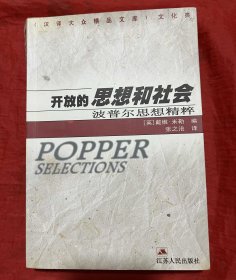 〔汉译大众精品文库〕文化类
开放的思想和社会
波普尔思想精粹
[英]戴维·米勒 编
张之沧 译
POPPER
SELECTIONS
江苏人民出版社